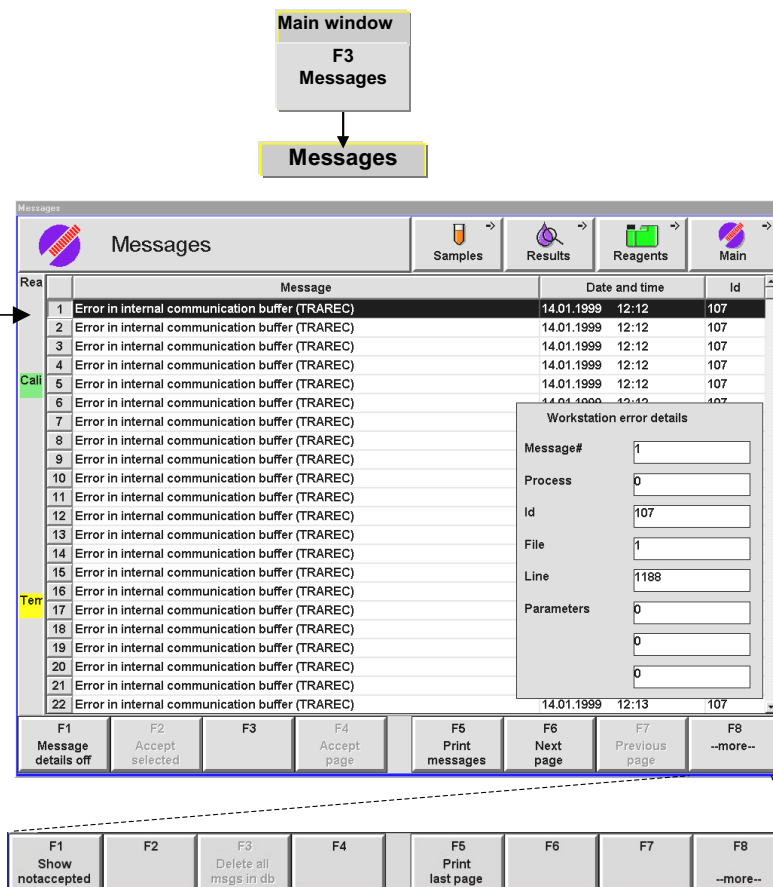 Main window
F3
Messages
Messages
Messages
Messages
Samples
Results
Reagents
Main
Rea
Message
Date and time
Id
1 Error in internal communication buffer (TRAREC) 14.01.1999 12:12 107
2 Error in internal communication buffer (TRAREC) 14.01.1999 12:12 107
3 Error in internal communication buffer (TRAREC) 14.01.1999 12:12 107
4 Error in internal communication buffer (TRAREC) 14.01.1999 12:12 107
Cali
5 Error in internal communication buffer (TRAREC) 14.01.1999 12:12 107
6 Error in internal communication buffer (TRAREC) 14.01.1999 12:12 107
7 Error in internal communication buffer (TRAREC)
8 Error in internal communication buffer (TRAREC)
9 Error in internal communication buffer (TRAREC)
10 Error in internal communication buffer (TRAREC)
11 Error in internal communication buffer (TRAREC)
12 Error in internal communication buffer (TRAREC)
13 Error in internal communication buffer (TRAREC)
14 Error in internal communication buffer (TRAREC)
15 Error in internal communication buffer (TRAREC)
16 Error in internal communication buffer (TRAREC)
Tem
17 Error in internal communication buffer (TRAREC)
18 Error in internal communication buffer (TRAREC)
19 Error in internal communication buffer (TRAREC)
20 Error in internal communication buffer (TRAREC)
21 Error in internal communication buffer (TRAREC)
22 Error in internal communication buffer (TRAREC) 14.01.1999 12:13 107
Workstation error details
Message# 1
Process 0
Id 107
File 1
Line 1188
Parameters 0
0
0
F1
Message
details off
F2
Accept
selected
F3
F4
Accept
page
F5
Print
messages
F6
Next
page
F7
Previous
page
F8
--more--
F1
Show
notaccepted
F2
F3
Delete all
msgs in db
F4
F5
Print
last page
F6
F7
F8
--more--